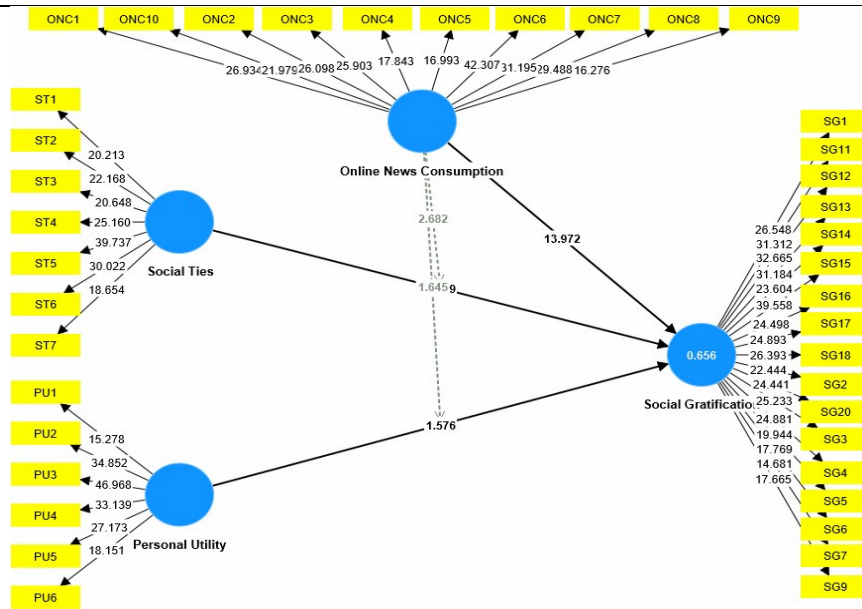 ONC1 ONC10 ONC2 ONC3 ONC4 ONC5 ONC6 ONC7 ONC8 ONC9
26.934 21.979 26.098 25.903 17.843 16.993 42.307 31.195 29.488 16.276
Online News Consumption
ST1
ST2
ST3
ST4
ST5
ST6
ST7
20.213
22.168
20.648
25.160
39.737
30.022
18.654
Social Ties
2.682
13.972
1.645
1.576
PU1
PU2
PU3
PU4
PU5
PU6
15.278
34.852
46.968
33.139
27.173
18.151
Personal Utility
0.656
Social Gratificatio
26.548
31.312
32.665
31.184
23.604
39.558
24.498
24.893
26.393
22.444
24.441
25.233
24.881
19.944
17.769
14.681
17.665
SG1
SG11
SG12
SG13
SG14
SG15
SG16
SG17
SG18
SG2
SG20
SG3
SG4
SG5
SG6
SG7
SG9